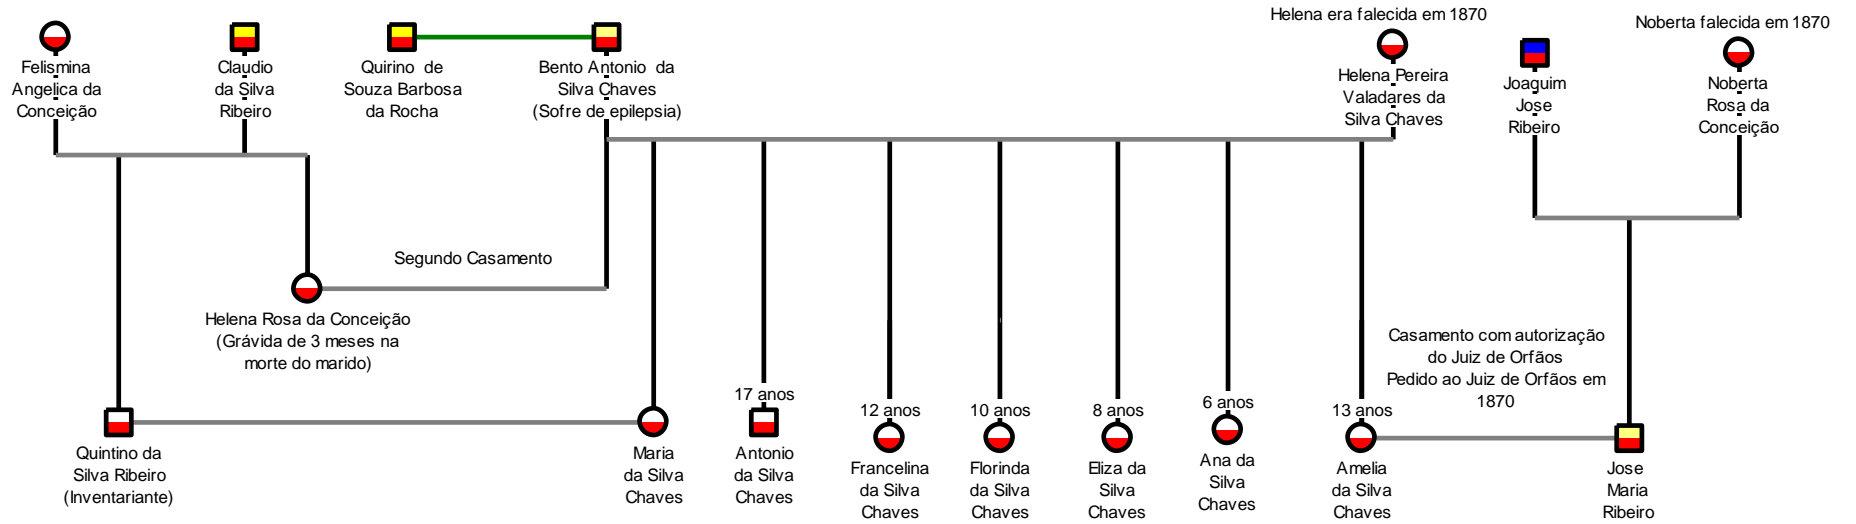 Helena era falecida em 1870
Noberta falecida em 1870
Felismina
Angelica da
Conceição
Claudio
da Silva
Ribeiro
Quirino de
Souza Barbosa
da Rocha
Bento Antonio da
Silva Chaves
(Sofre de epilepsia)
Helena Pereira
Valadares da
Silva Chaves
Joaquim
Jose
Ribeiro
Noberta
Rosa da
Conceição
Segundo Casamento
Helena Rosa da Conceição
(Grávida de 3 meses na
morte do marido)
Casamento com autorização
do Juiz de Orfãos
Pedido ao Juiz de Orfãos em
1870
17 anos
12 anos
10 anos
8 anos
6 anos
13 anos
Quintino da
Silva Ribeiro
(Inventariante)
Maria
da Silva
Chaves
Antonio
da Silva
Chaves
Francelina
da Silva
Chaves
Florinda
da Silva
Chaves
Eliza da
Silva
Chaves
Ana da
Silva
Chaves
Amelia
da Silva
Chaves
Jose
Maria
Ribeiro